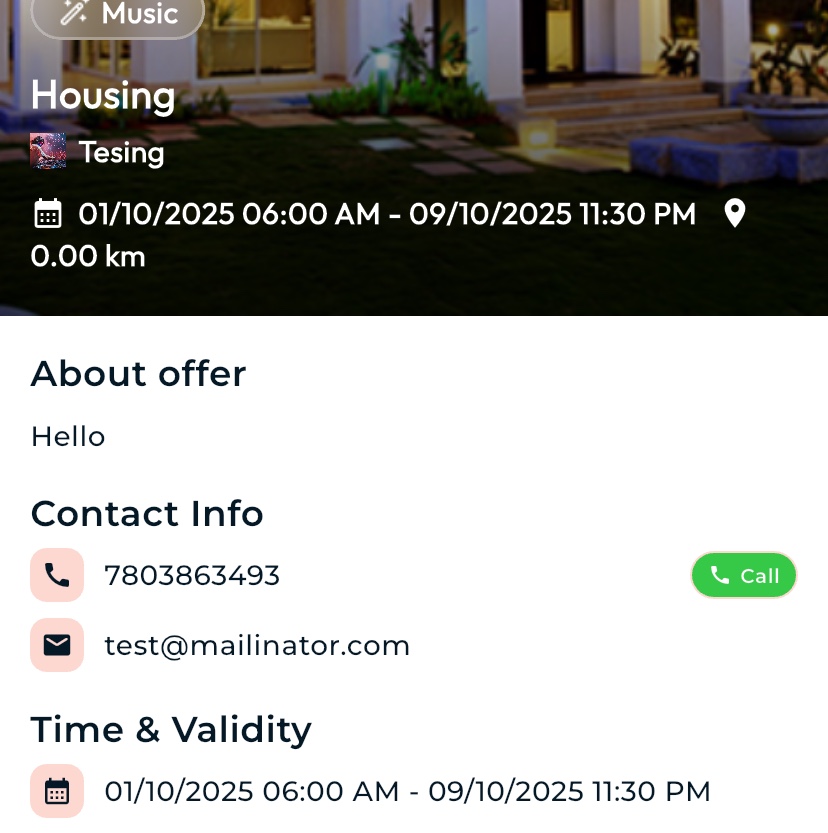 Music
Housing
Tesing
01/10/2025 06:00 AM - 09/10/2025 11:30 PM
0.00 km
About offer
Hello
Contact Info
7803863493
Call
test@mailinator.com
Time & Validity
01/10/2025 06:00 AM - 09/10/2025 11:30 PM